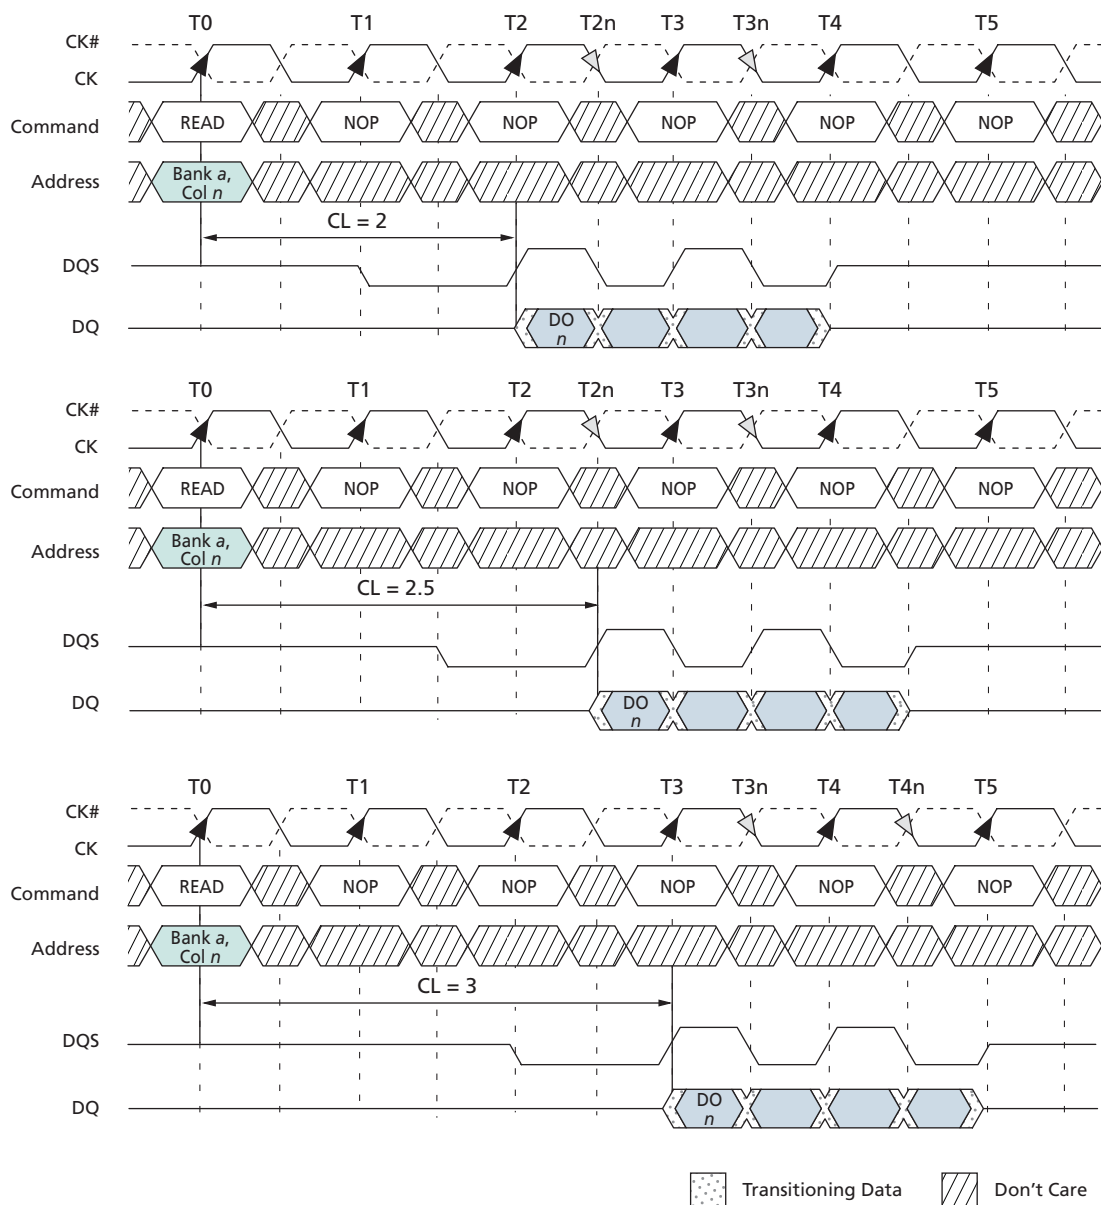 T0 T1 T2 T2n T3 T3n T4 T5
CK#
CK
Command READ NOP NOP NOP NOP NOP
Address Bank a,
Col n
CL = 2
DQS
DQ DO
n
T0 T1 T2 T2n T3 T3n T4 T5
CK#
CK
Command READ NOP NOP NOP NOP NOP
Address Bank a,
Col n
CL = 2.5
DQS
DQ DO
n
T0 T1 T2 T3 T3n T4 T4n T5
CK#
CK
Command READ NOP NOP NOP NOP NOP
Address Bank a,
Col n
CL = 3
DQS
DQ DO
n
Transitioning Data Don't Care